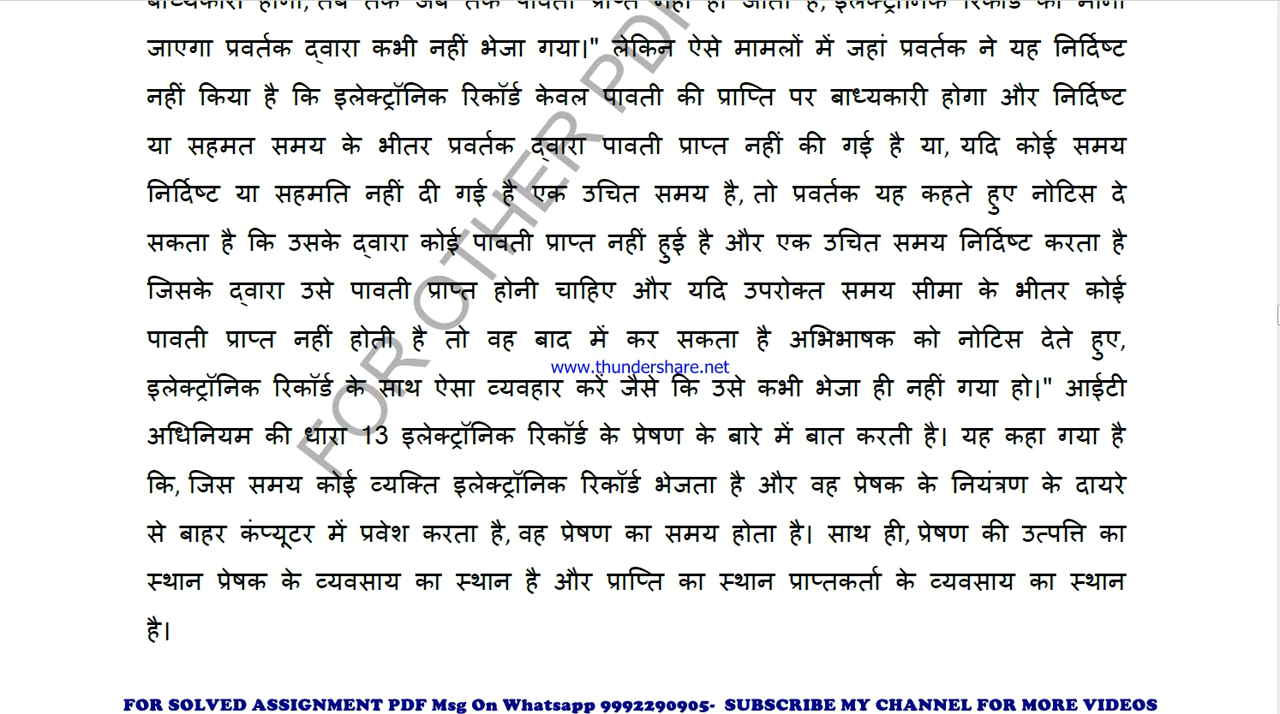 जाएगा प्रवर्तक द्वारा कभी नहीं भेजा गया।" लेकिन ऐसे मामलों में जहां प्रवर्तक ने यह निर्दिष्ट
नहीं किया है कि इलेक्ट्रॉनिक रिकॉर्ड केवल पावती की प्राप्ति पर बाध्यकारी होगा और निर्दिष्ट
या सहमत समय के भीतर प्रवर्तक द्वारा पावती प्राप्त नहीं की गई है या, यदि कोई समय
निर्दिष्ट या सहमति नहीं दी गई है एक उचित समय है, तो प्रवर्तक यह कहते हुए नोटिस दे
सकता है कि उसके द्वारा कोई पावती प्राप्त नहीं हुई है और एक उचित समय निर्दिष्ट करता है
जिसके द्वारा उसे पावती प्राप्त होनी चाहिए और यदि उपरोक्त समय सीमा के भीतर कोई
पावती प्राप्त नहीं होती है तो वह बाद में कर सकता है अभिभाषक को नोटिस देते हुए,
www.thundershare.net
इलेक्ट्रॉनिक रिकॉर्ड के साथ ऐसा व्यवहार करें जैसे कि उसे कभी भेजा ही नहीं गया हो।" आईटी
अधिनियम की धारा 13 इलेक्ट्रॉनिक रिकॉर्ड के प्रेषण के बारे में बात करती है। यह कहा गया है
कि, जिस समय कोई व्यक्ति इलेक्ट्रॉनिक रिकॉर्ड भेजता है और वह प्रेषक के नियंत्रण के दायरे
से बाहर कंप्यूटर में प्रवेश करता है, वह प्रेषण का समय होता है। साथ ही, प्रेषण की उत्पत्ति का
स्थान प्रेषक के व्यवसाय का स्थान है और प्राप्ति का स्थान प्राप्तकर्ता के व्यवसाय का स्थान
है।
FOR OTHER PDF
FOR SOLVED ASSIGNMENT PDF Msg On Whatsapp 9992290905- SUBSCRIBE MY CHANNEL FOR MORE VIDEOS